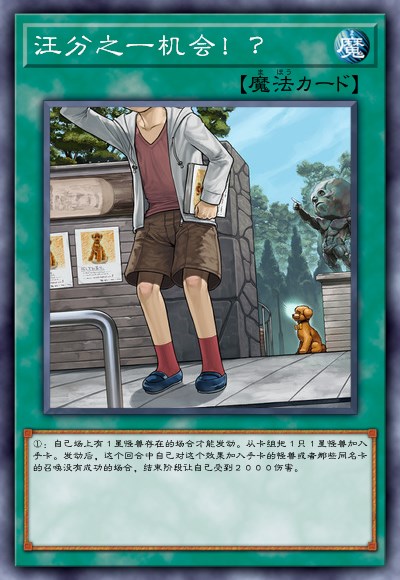 汪分之一机会！？
魔
【魔法カード】
ま ほう
①：自己场上有１星怪兽存在的场合才能发动。从卡组把１只１星怪兽加入
手卡。发动后，这个回合中自己对这个效果加入手卡的怪兽或者那些同名卡
的召唤没有成功的场合，结束阶段让自己受到２０００伤害。